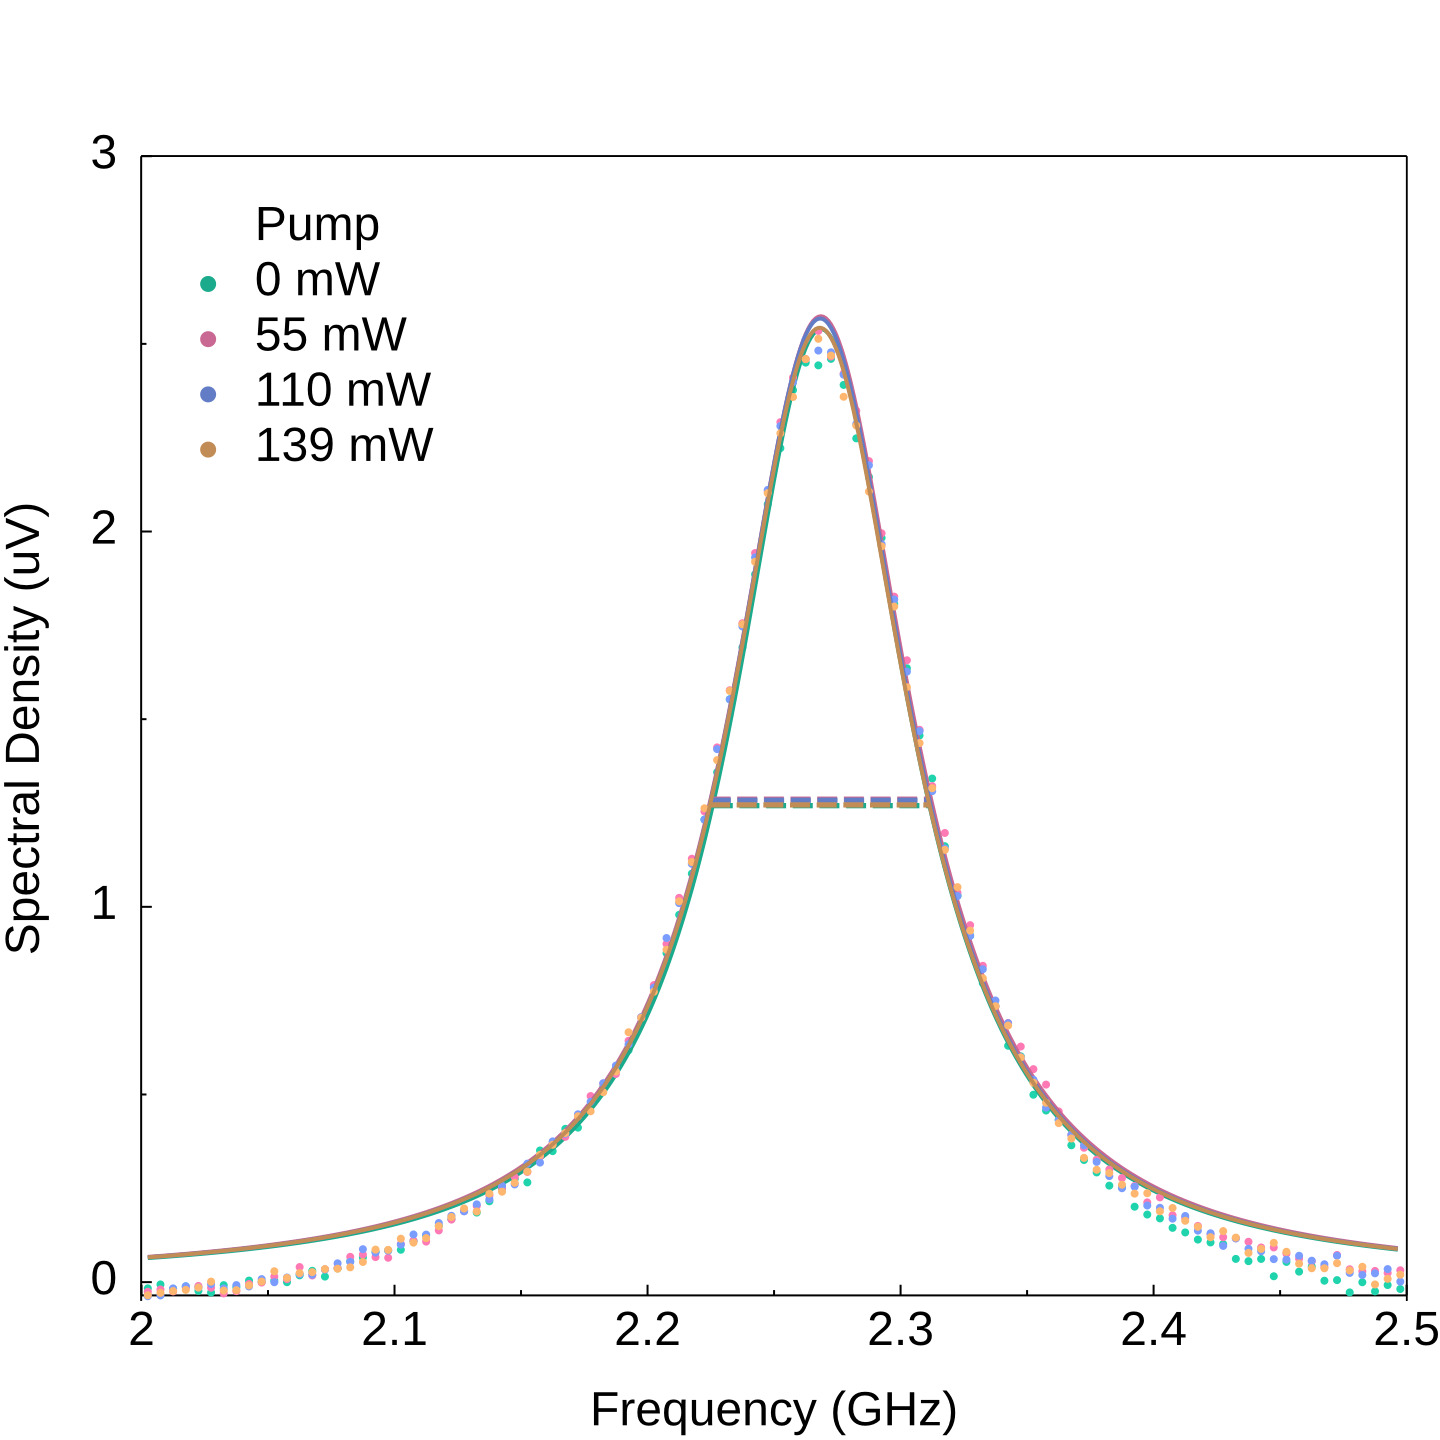 3
Pump
0 mW
55 mW
110 mW
139 mW
2
1
0
Spectral Density (uV)
2 2.1 2.2 2.3 2.4 2.5
Frequency (GHz)